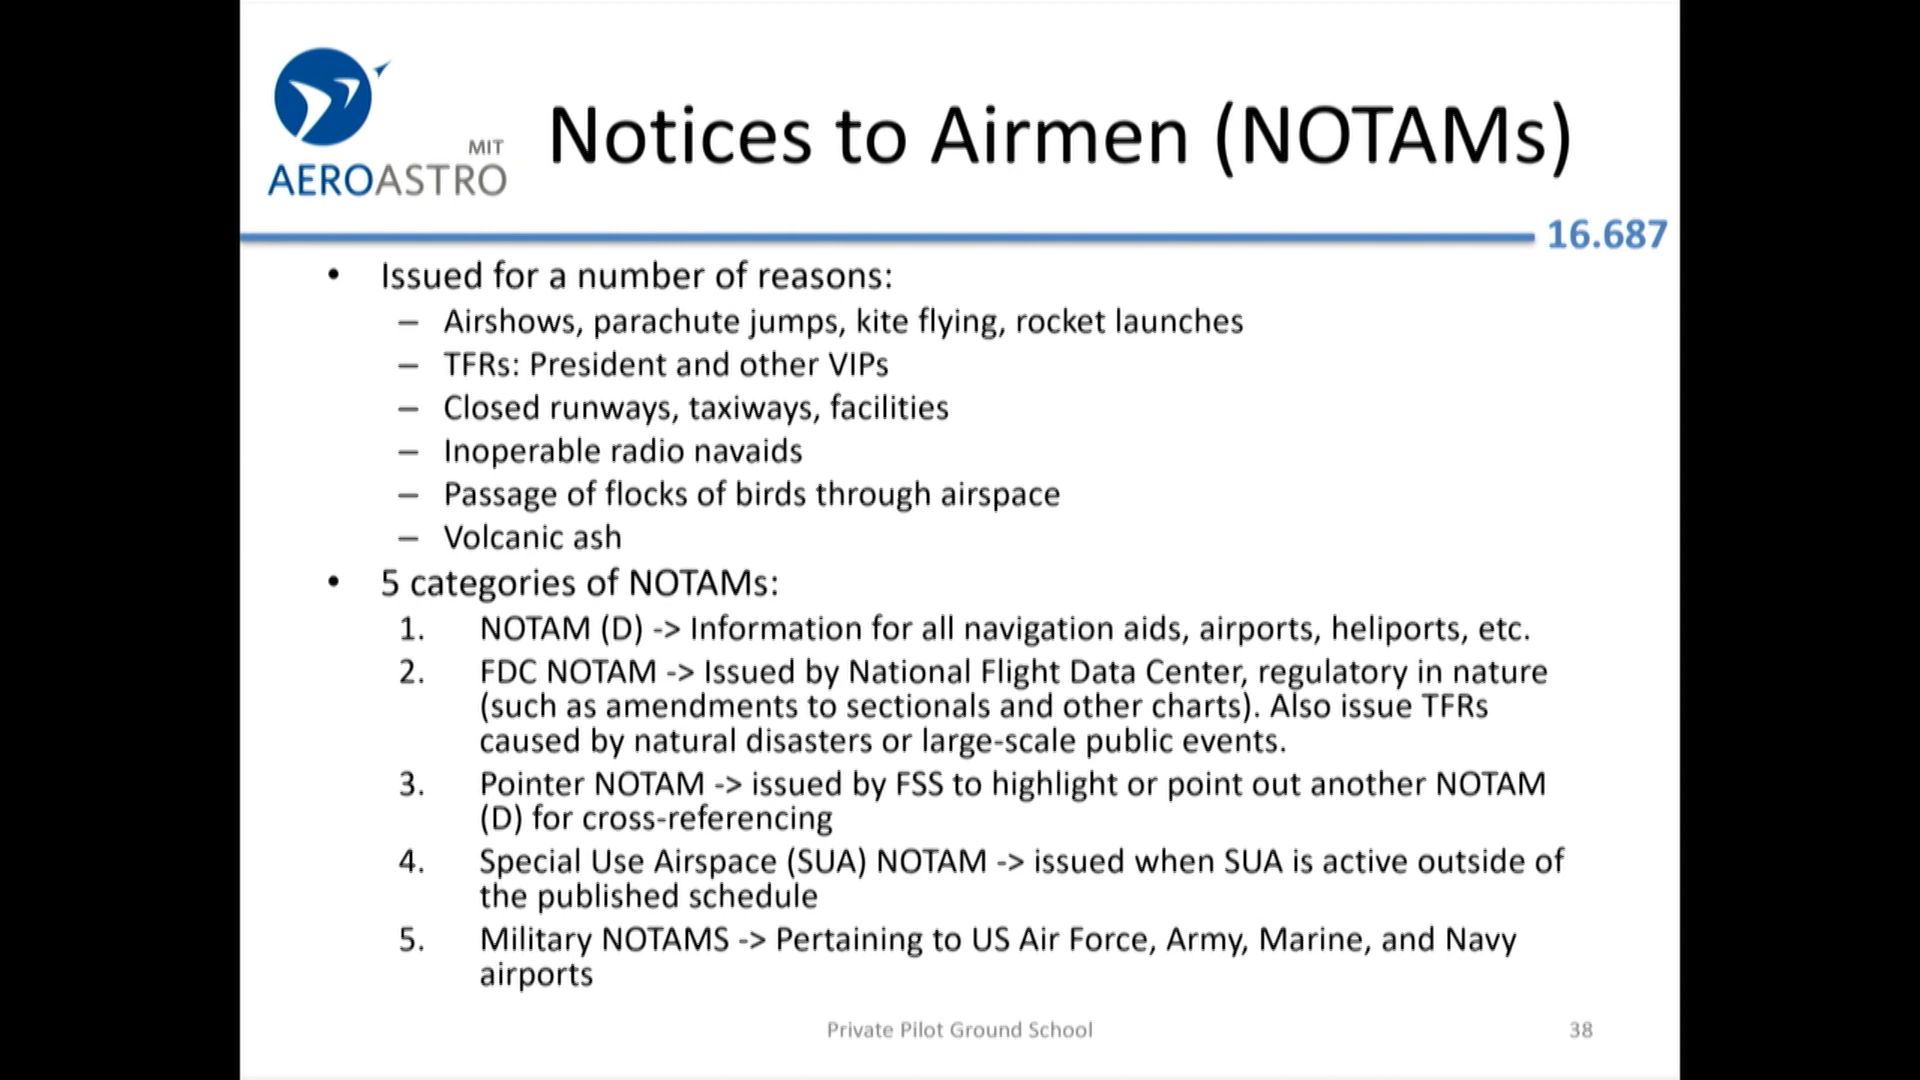 MIT
AEROASTRO
Notices to Airmen (NOTAMs)
16.687
• Issued for a number of reasons:
– Airshows, parachute jumps, kite flying, rocket launches
– TFRs: President and other VIPs
– Closed runways, taxiways, facilities
– Inoperable radio navaids
– Passage of flocks of birds through airspace
– Volcanic ash
• 5 categories of NOTAMs:
1. NOTAM (D) -> Information for all navigation aids, airports, heliports, etc.
2. FDC NOTAM -> Issued by National Flight Data Center, regulatory in nature
(such as amendments to sectionals and other charts). Also issue TFRs
caused by natural disasters or large-scale public events.
3. Pointer NOTAM -> issued by FSS to highlight or point out another NOTAM
(D) for cross-referencing
4. Special Use Airspace (SUA) NOTAM -> issued when SUA is active outside of
the published schedule
5. Military NOTAMS -> Pertaining to US Air Force, Army, Marine, and Navy
airports
Private Pilot Ground School
38